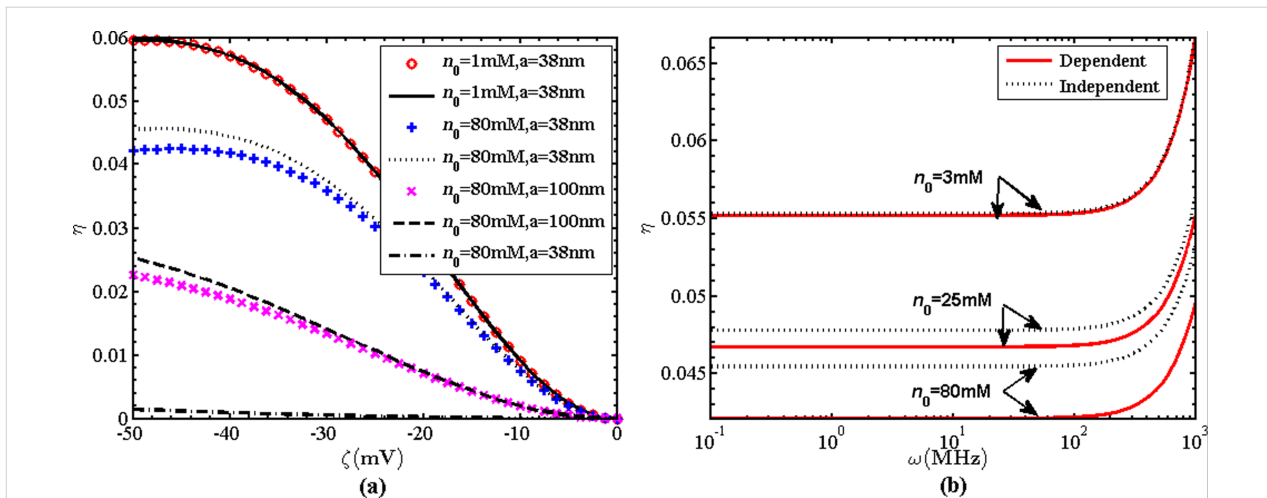 0.06
0.05
0.04
0.03
0.02
0.01
0
η
-50
-40
-30
-20
-10
0
ζ(mV)
n₀=1mM,a=38nm
n₀=1mM,a=38nm
n₀=80mM,a=38nm
n₀=80mM,a=38nm
n₀=80mM,a=100nm
n₀=80mM,a=100nm
n₀=80mM,a=38nm
(a)
0.065
0.06
0.055
0.05
0.045
η
Dependent
Independent
n₀=3mM
n₀=25mM
n₀=80mM
10⁻¹
10⁰
10¹
10²
10³
ω(MHz)
(b)